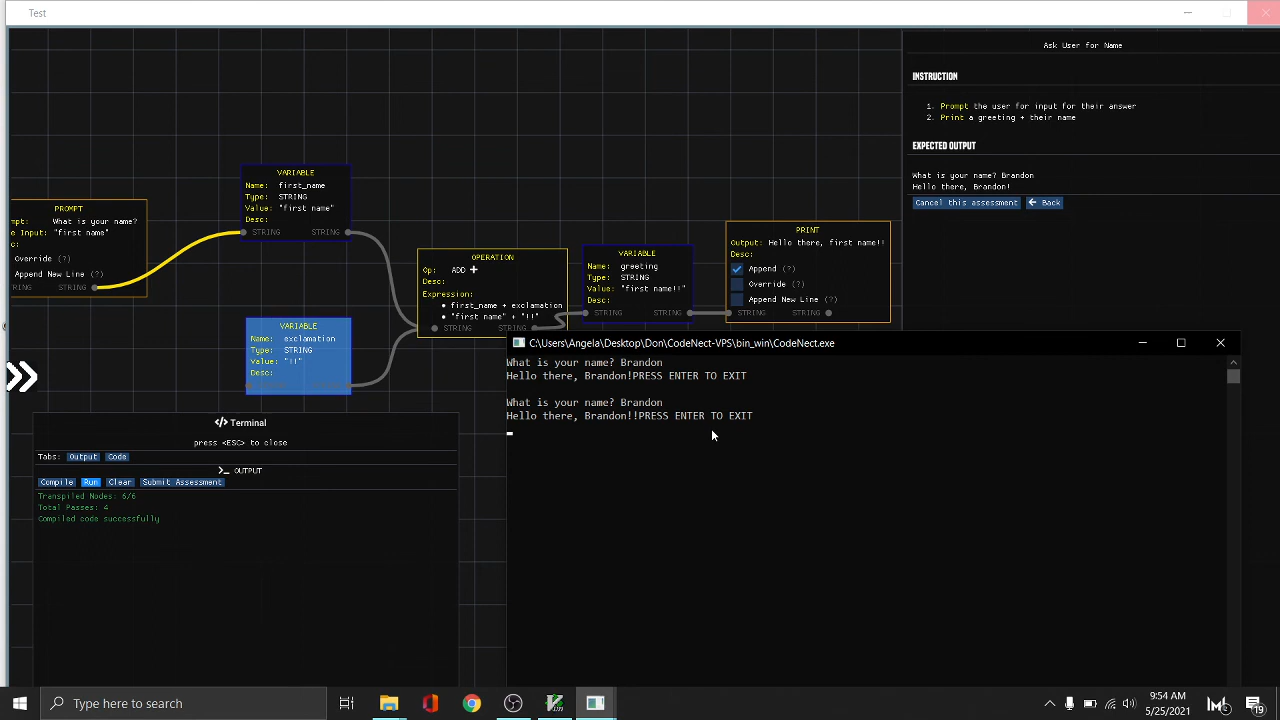 Test
Ask User for Name
INSTRUCTION
1. Prompt the user for input for their answer
2. Print a greeting + their name
EXPECTED OUTPUT
What is your name? Brandon
Hello there, Brandon!
Cancel this assessment
Back
PROMPT
mpt: What is your name?
e Input: "first name"
c:
Override (?)
Append New Line (?)
RING STRING
VARIABLE
Name: first_name
Type: STRING
Value: "first name"
Desc:
STRING STRING
VARIABLE
Name: exclamation
Type: STRING
Value: "!!"
Desc:
OPERATION
Op: ADD +
Desc:
Expression:
• first_name + exclamation
• "first name" + "!!"
STRING STRING
VARIABLE
Name: greeting
Type: STRING
Value: "first name!!"
Desc:
STRING STRING
PRINT
Output: Hello there, first name!!
Desc:
Append (?)
Override (?)
Append New Line (?)
STRING STRING
C:\Users\Angela\Desktop\Don\CodeNect-VPS\bin_win\CodeNect.exe
What is your name? Brandon
Hello there, Brandon!PRESS ENTER TO EXIT
What is your name? Brandon
Hello there, Brandon!!PRESS ENTER TO EXIT
</> Terminal
press <ESC> to close
Tabs: Output Code
>_ OUTPUT
Compile Run Clear Submit Assessment
Transpiled Nodes: 6/6
Total Passes: 4
Compiled code successfully
Type here to search
9:54 AM
5/25/2021
19